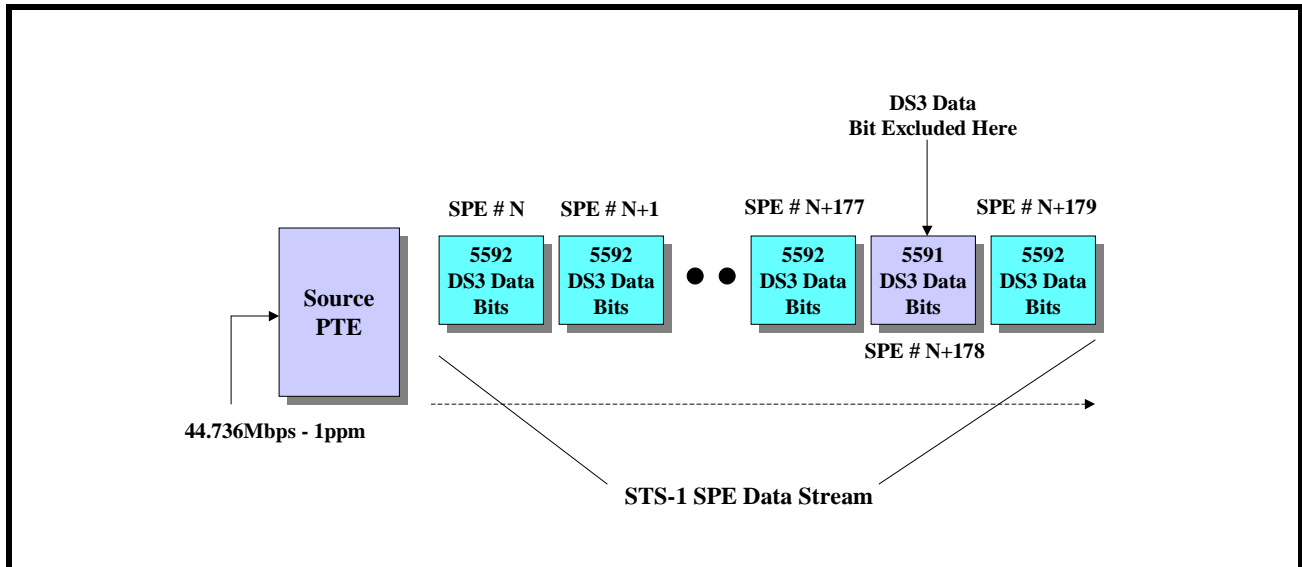 DS3 Data
Bit Excluded Here
SPE # N
SPE # N+1
SPE # N+177
SPE # N+179
Source
PTE
5592
DS3 Data
Bits
5592
DS3 Data
Bits
5592
DS3 Data
Bits
5591
DS3 Data
Bits
5592
DS3 Data
Bits
SPE # N+178
44.736Mbps - 1ppm
STS-1 SPE Data Stream